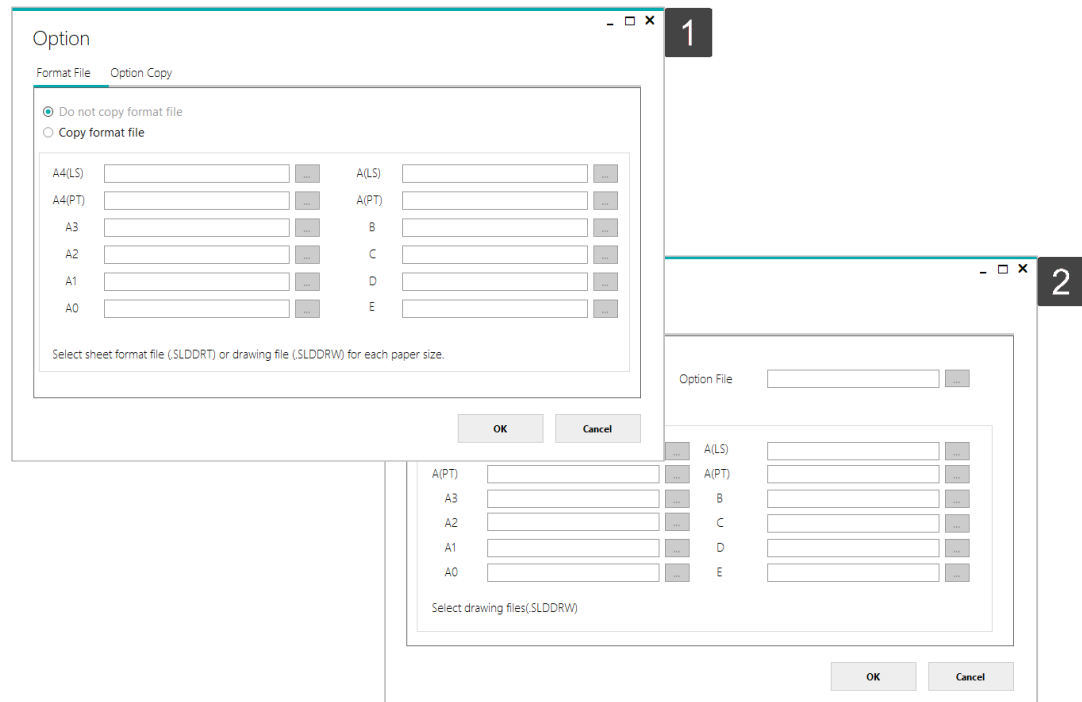 1
Option
Format File Option Copy
Do not copy format file
Copy format file
A4(LS) ... A(LS) ...
A4(PT) ... A(PT) ...
A3 ... B ...
A2 ... C ...
A1 ... D ...
A0 ... E ...
Select sheet format file (.SLDDRT) or drawing file (.SLDDRW) for each paper size.
OK Cancel
2
Option File ...
... A(LS) ...
A(PT) ... A(PT) ...
A3 ... B ...
A2 ... C ...
A1 ... D ...
A0 ... E ...
Select drawing files(.SLDDRW)
OK Cancel